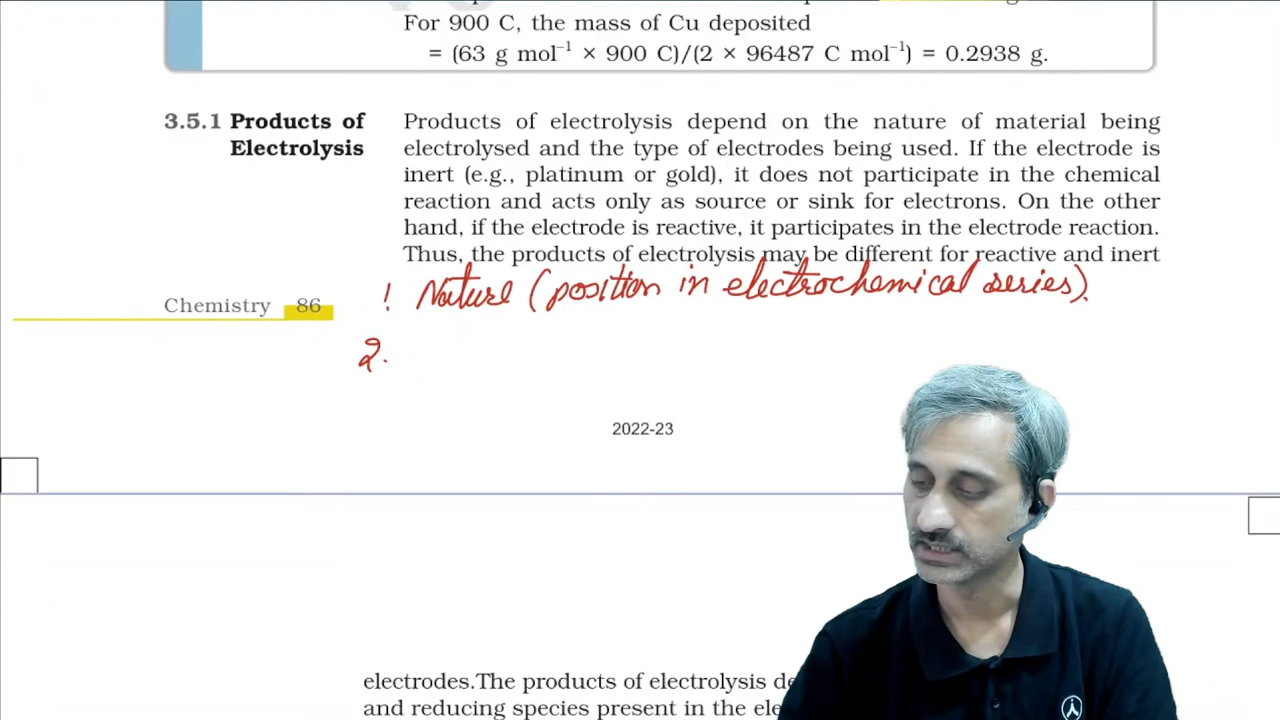 For 900 C, the mass of Cu deposited
= (63 g mol⁻¹ × 900 C)/(2 × 96487 C mol⁻¹) = 0.2938 g.
3.5.1 Products of Electrolysis
Products of electrolysis depend on the nature of material being
electrolysed and the type of electrodes being used. If the electrode is
inert (e.g., platinum or gold), it does not participate in the chemical
reaction and acts only as source or sink for electrons. On the other
hand, if the electrode is reactive, it participates in the electrode reaction.
Thus, the products of electrolysis may be different for reactive and inert
! Nature (position in electrochemical series).
Chemistry 86
2.
2022-23
electrodes.The products of electrolysis de
and reducing species present in the ele